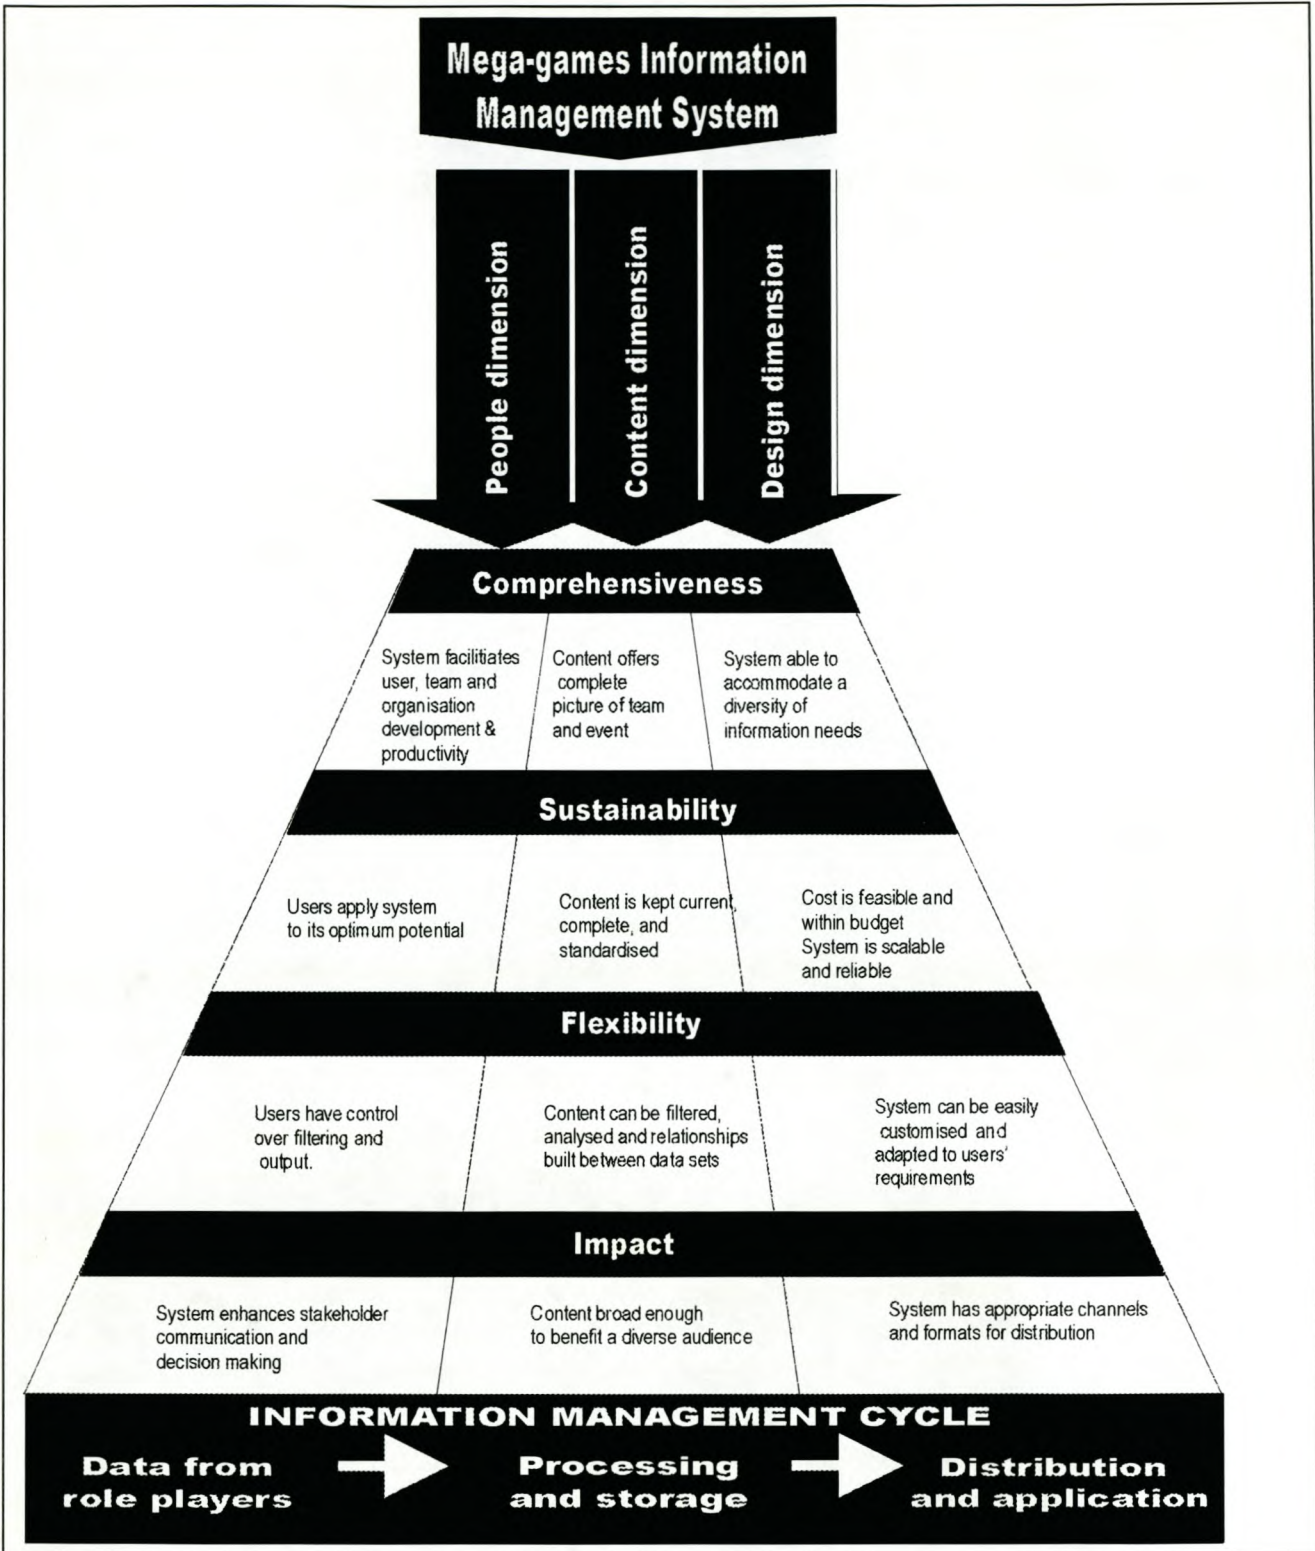 Mega-games Information
Management System
People dimension
Content dimension
Design dimension
Comprehensiveness
System facilitiates
user, team and
organisation
development &
productivity
Content offers
complete
picture of team
and event
System able to
accommodate a
diversity of
information needs
Sustainability
Users apply system
to its optimum potential
Content is kept current,
complete, and
standardised
Cost is feasible and
within budget
System is scalable
and reliable
Flexibility
Users have control
over filtering and
output.
Content can be filtered,
analysed and relationships
built between data sets
System can be easily
customised and
adapted to users'
requirements
Impact
System enhances stakeholder
communication and
decision making
Content broad enough
to benefit a diverse audience
System has appropriate channels
and formats for distribution
INFORMATION MANAGEMENT CYCLE
Data from
role players
Processing
and storage
Distribution
and application